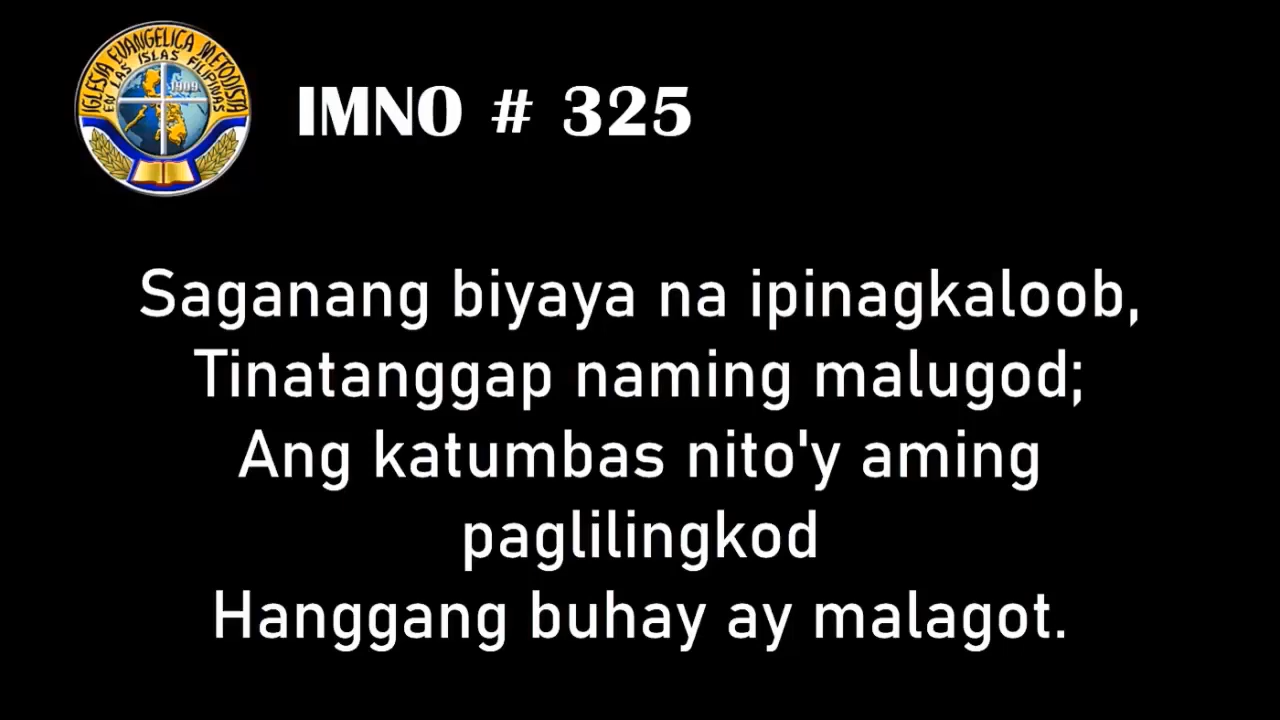 IGLESIA EVANGELICA METODISTA
EN LAS ISLAS FILIPINAS
1909
IMNO # 325
Saganang biyaya na ipinagkaloob,
Tinatanggap naming malugod;
Ang katumbas nito'y aming
paglilingkod
Hanggang buhay ay malagot.